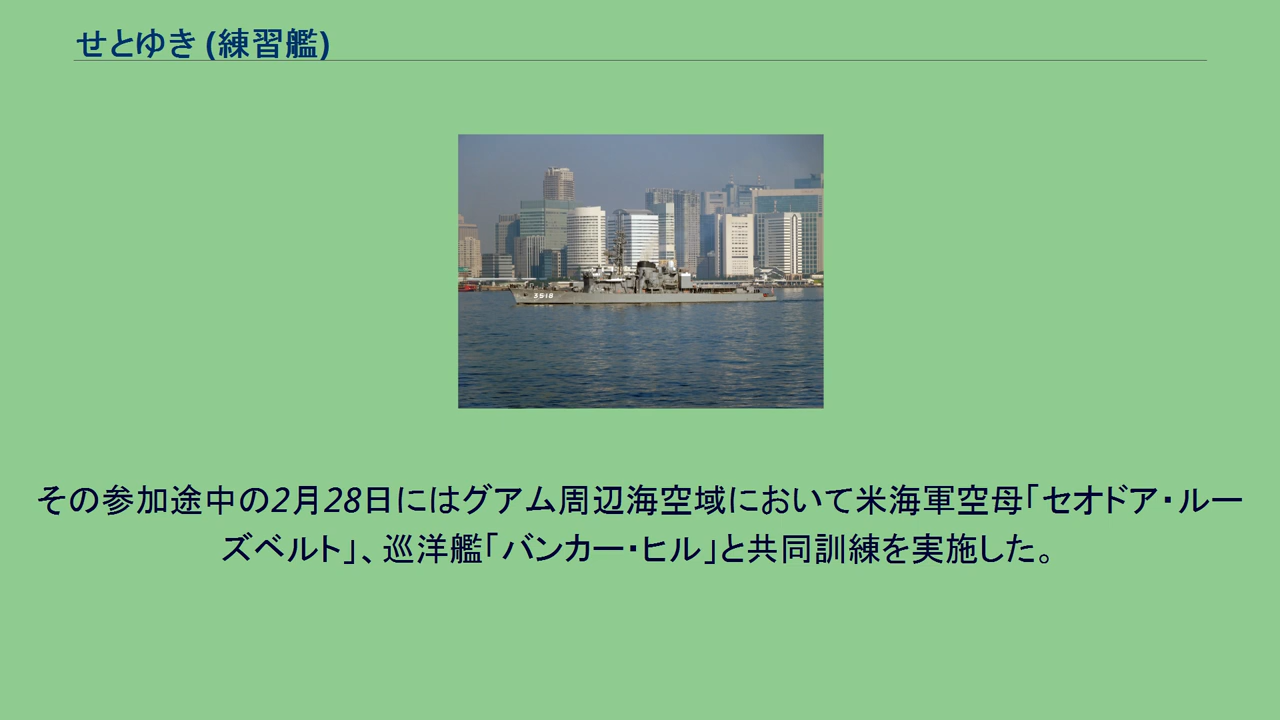 せとゆき (練習艦)
3518
その参加途中の2月28日にはグアム周辺海空域において米海軍空母「セオドア・ルー
ズベルト」、巡洋艦「バンカー・ヒル」と共同訓練を実施した。